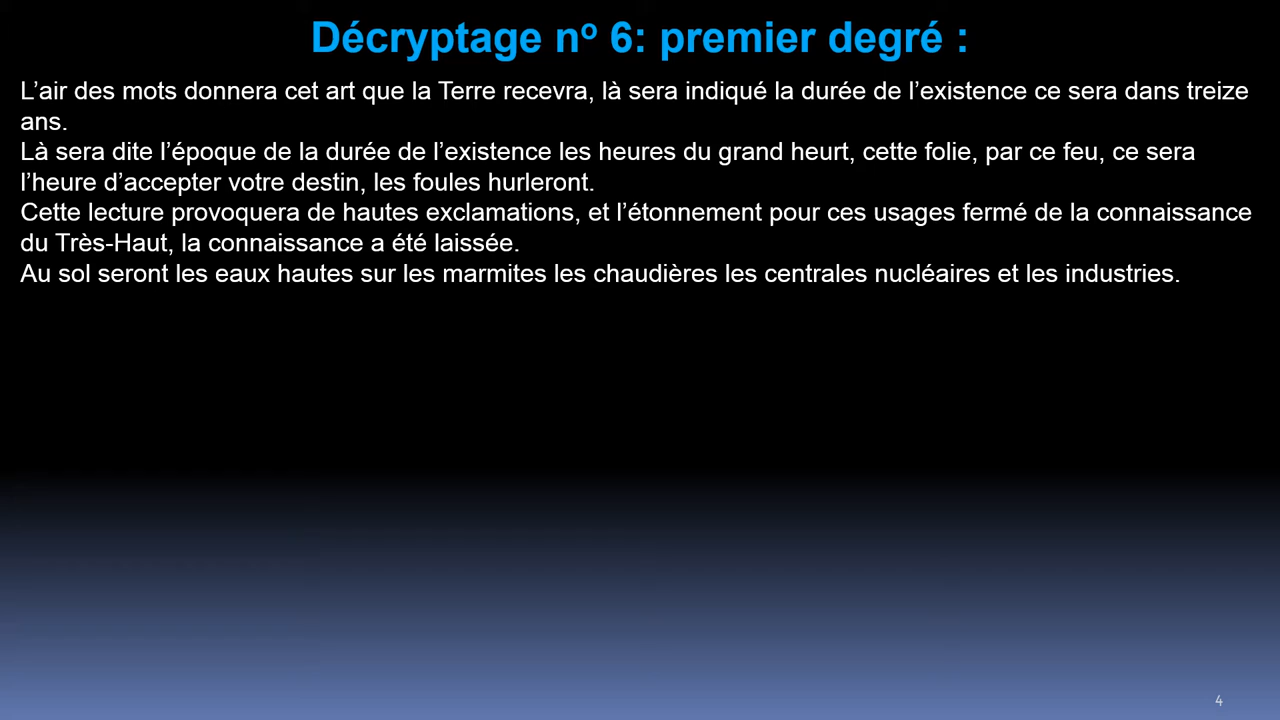 Décryptage nº 6: premier degré :
L’air des mots donnera cet art que la Terre recevra, là sera indiqué la durée de l’existence ce sera dans treize
ans.
Là sera dite l’époque de la durée de l’existence les heures du grand heurt, cette folie, par ce feu, ce sera
l’heure d’accepter votre destin, les foules hurleront.
Cette lecture provoquera de hautes exclamations, et l’étonnement pour ces usages fermé de la connaissance
du Très-Haut, la connaissance a été laissée.
Au sol seront les eaux hautes sur les marmites les chaudières les centrales nucléaires et les industries.
4